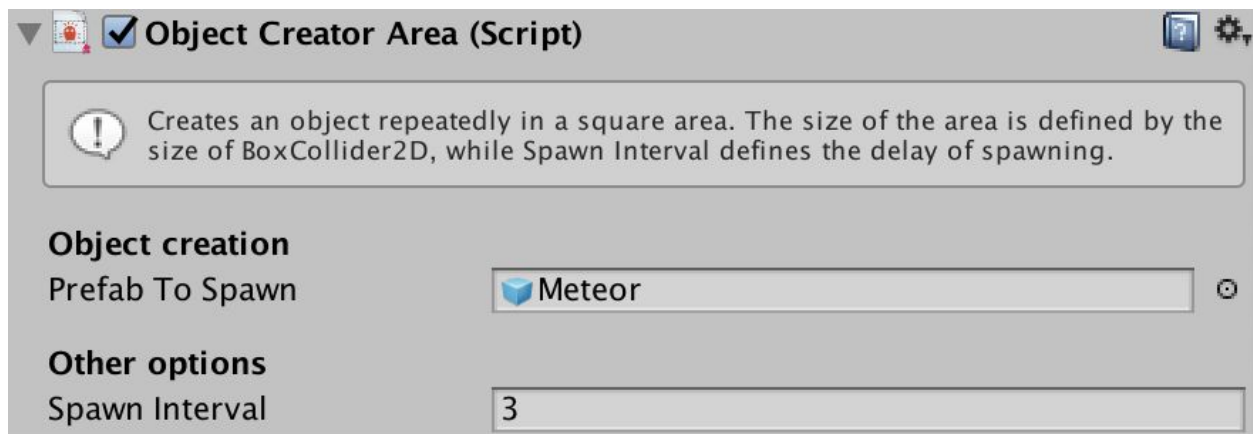 Object Creator Area (Script)
Creates an object repeatedly in a square area. The size of the area is defined by the
size of BoxCollider2D, while Spawn Interval defines the delay of spawning.
Object creation
Prefab To Spawn Meteor
Other options
Spawn Interval 3